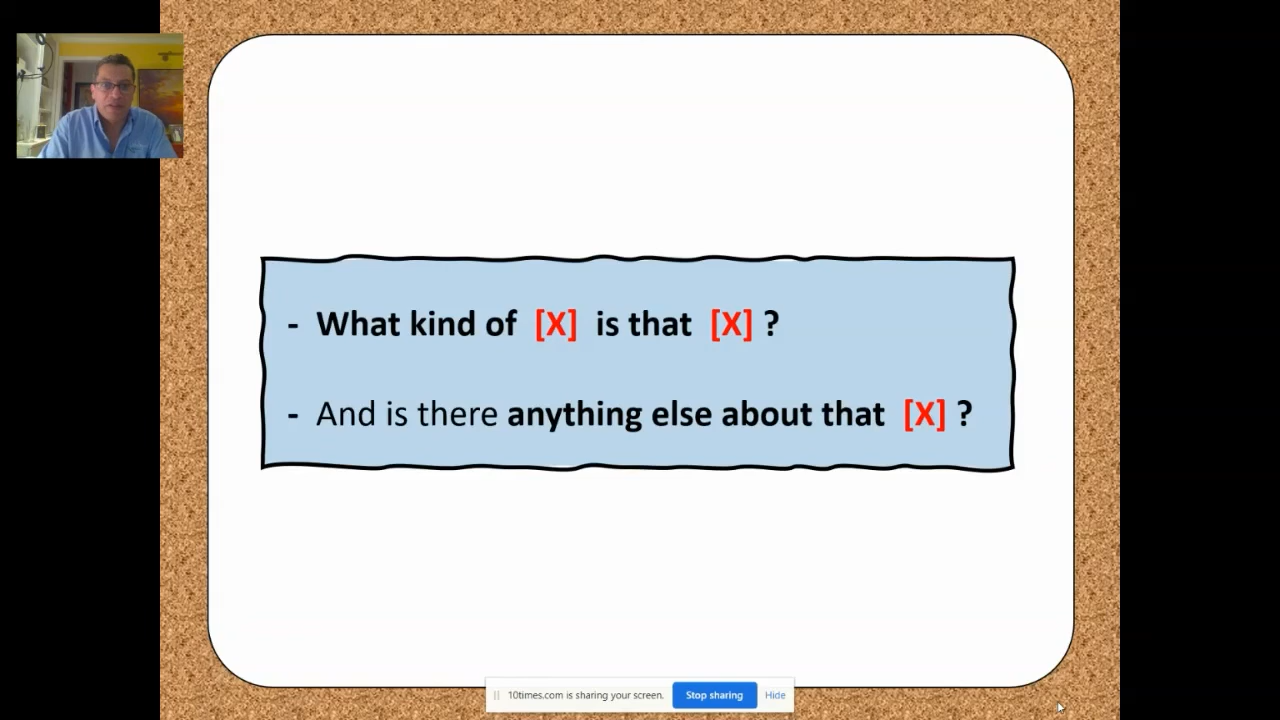 - What kind of [X] is that [X] ?
- And is there anything else about that [X] ?
10times.com is sharing your screen. Stop sharing Hide